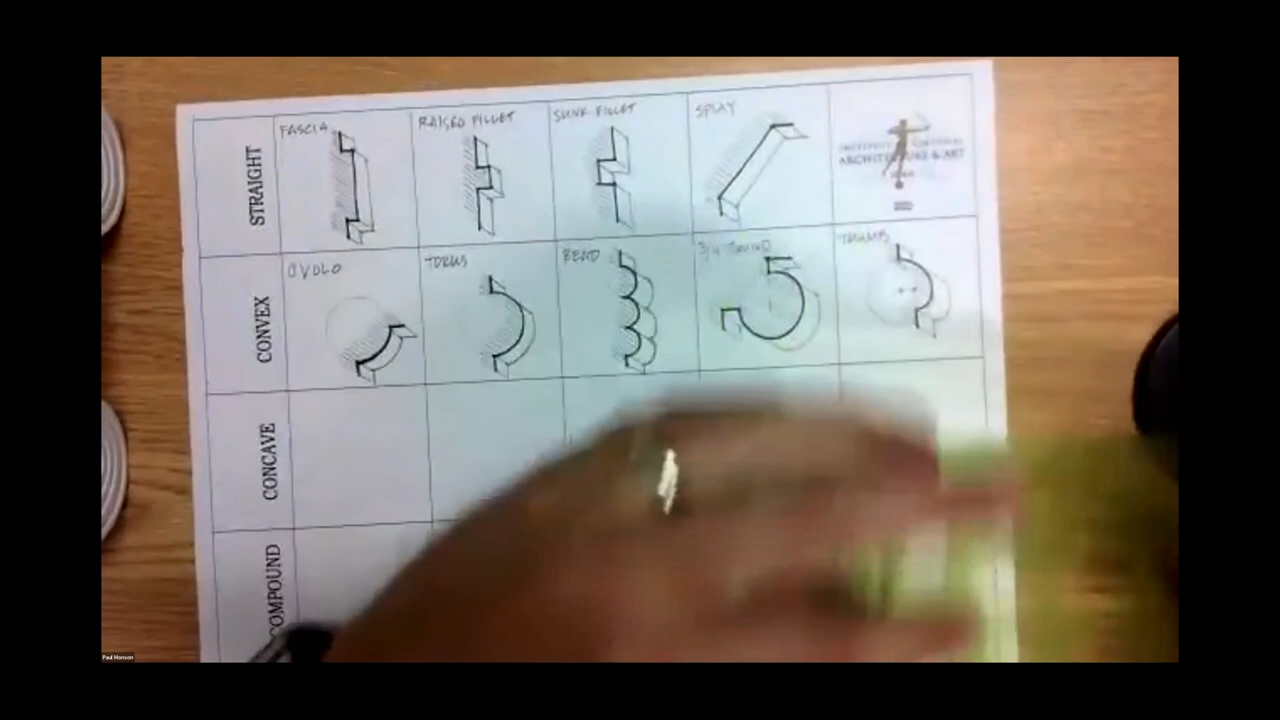 STRAIGHT
FASCIA
RAISED FILLET
SUNK FILLET
SPLAY
ARCHITECTURE & ART
CONVEX
OVOLO
TORUS
BEAD
3/4 ROUND
THUMB
CONCAVE
COMPOUND
Paul Monson